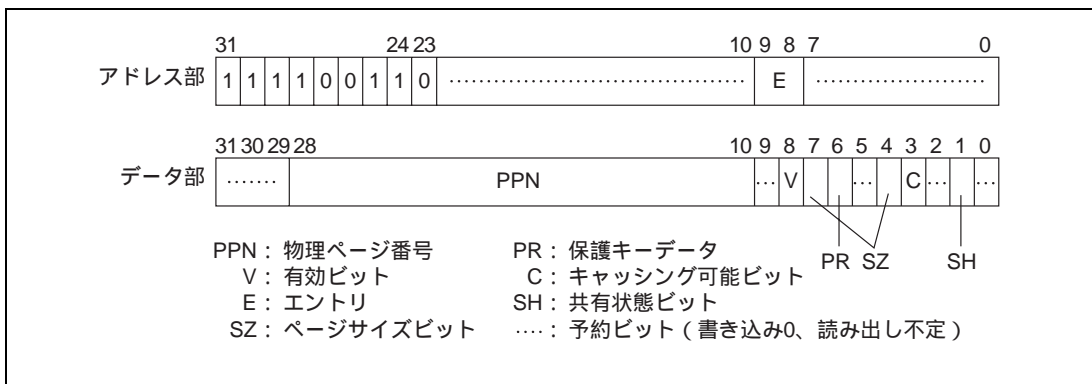 31 24 23 10 9 8 7 0
アドレス部 1 1 1 1 0 0 1 1 0 ‥‥‥‥ E ‥‥‥‥
31 30 29 28 10 9 8 7 6 5 4 3 2 1 0
データ部 ‥‥ PPN … V … C … …
PR SZ SH
PPN：物理ページ番号 PR：保護キーデータ
V：有効ビット C：キャッシング可能ビット
E：エントリ SH：共有状態ビット
SZ：ページサイズビット ‥‥：予約ビット（書き込み0、読み出し不定）